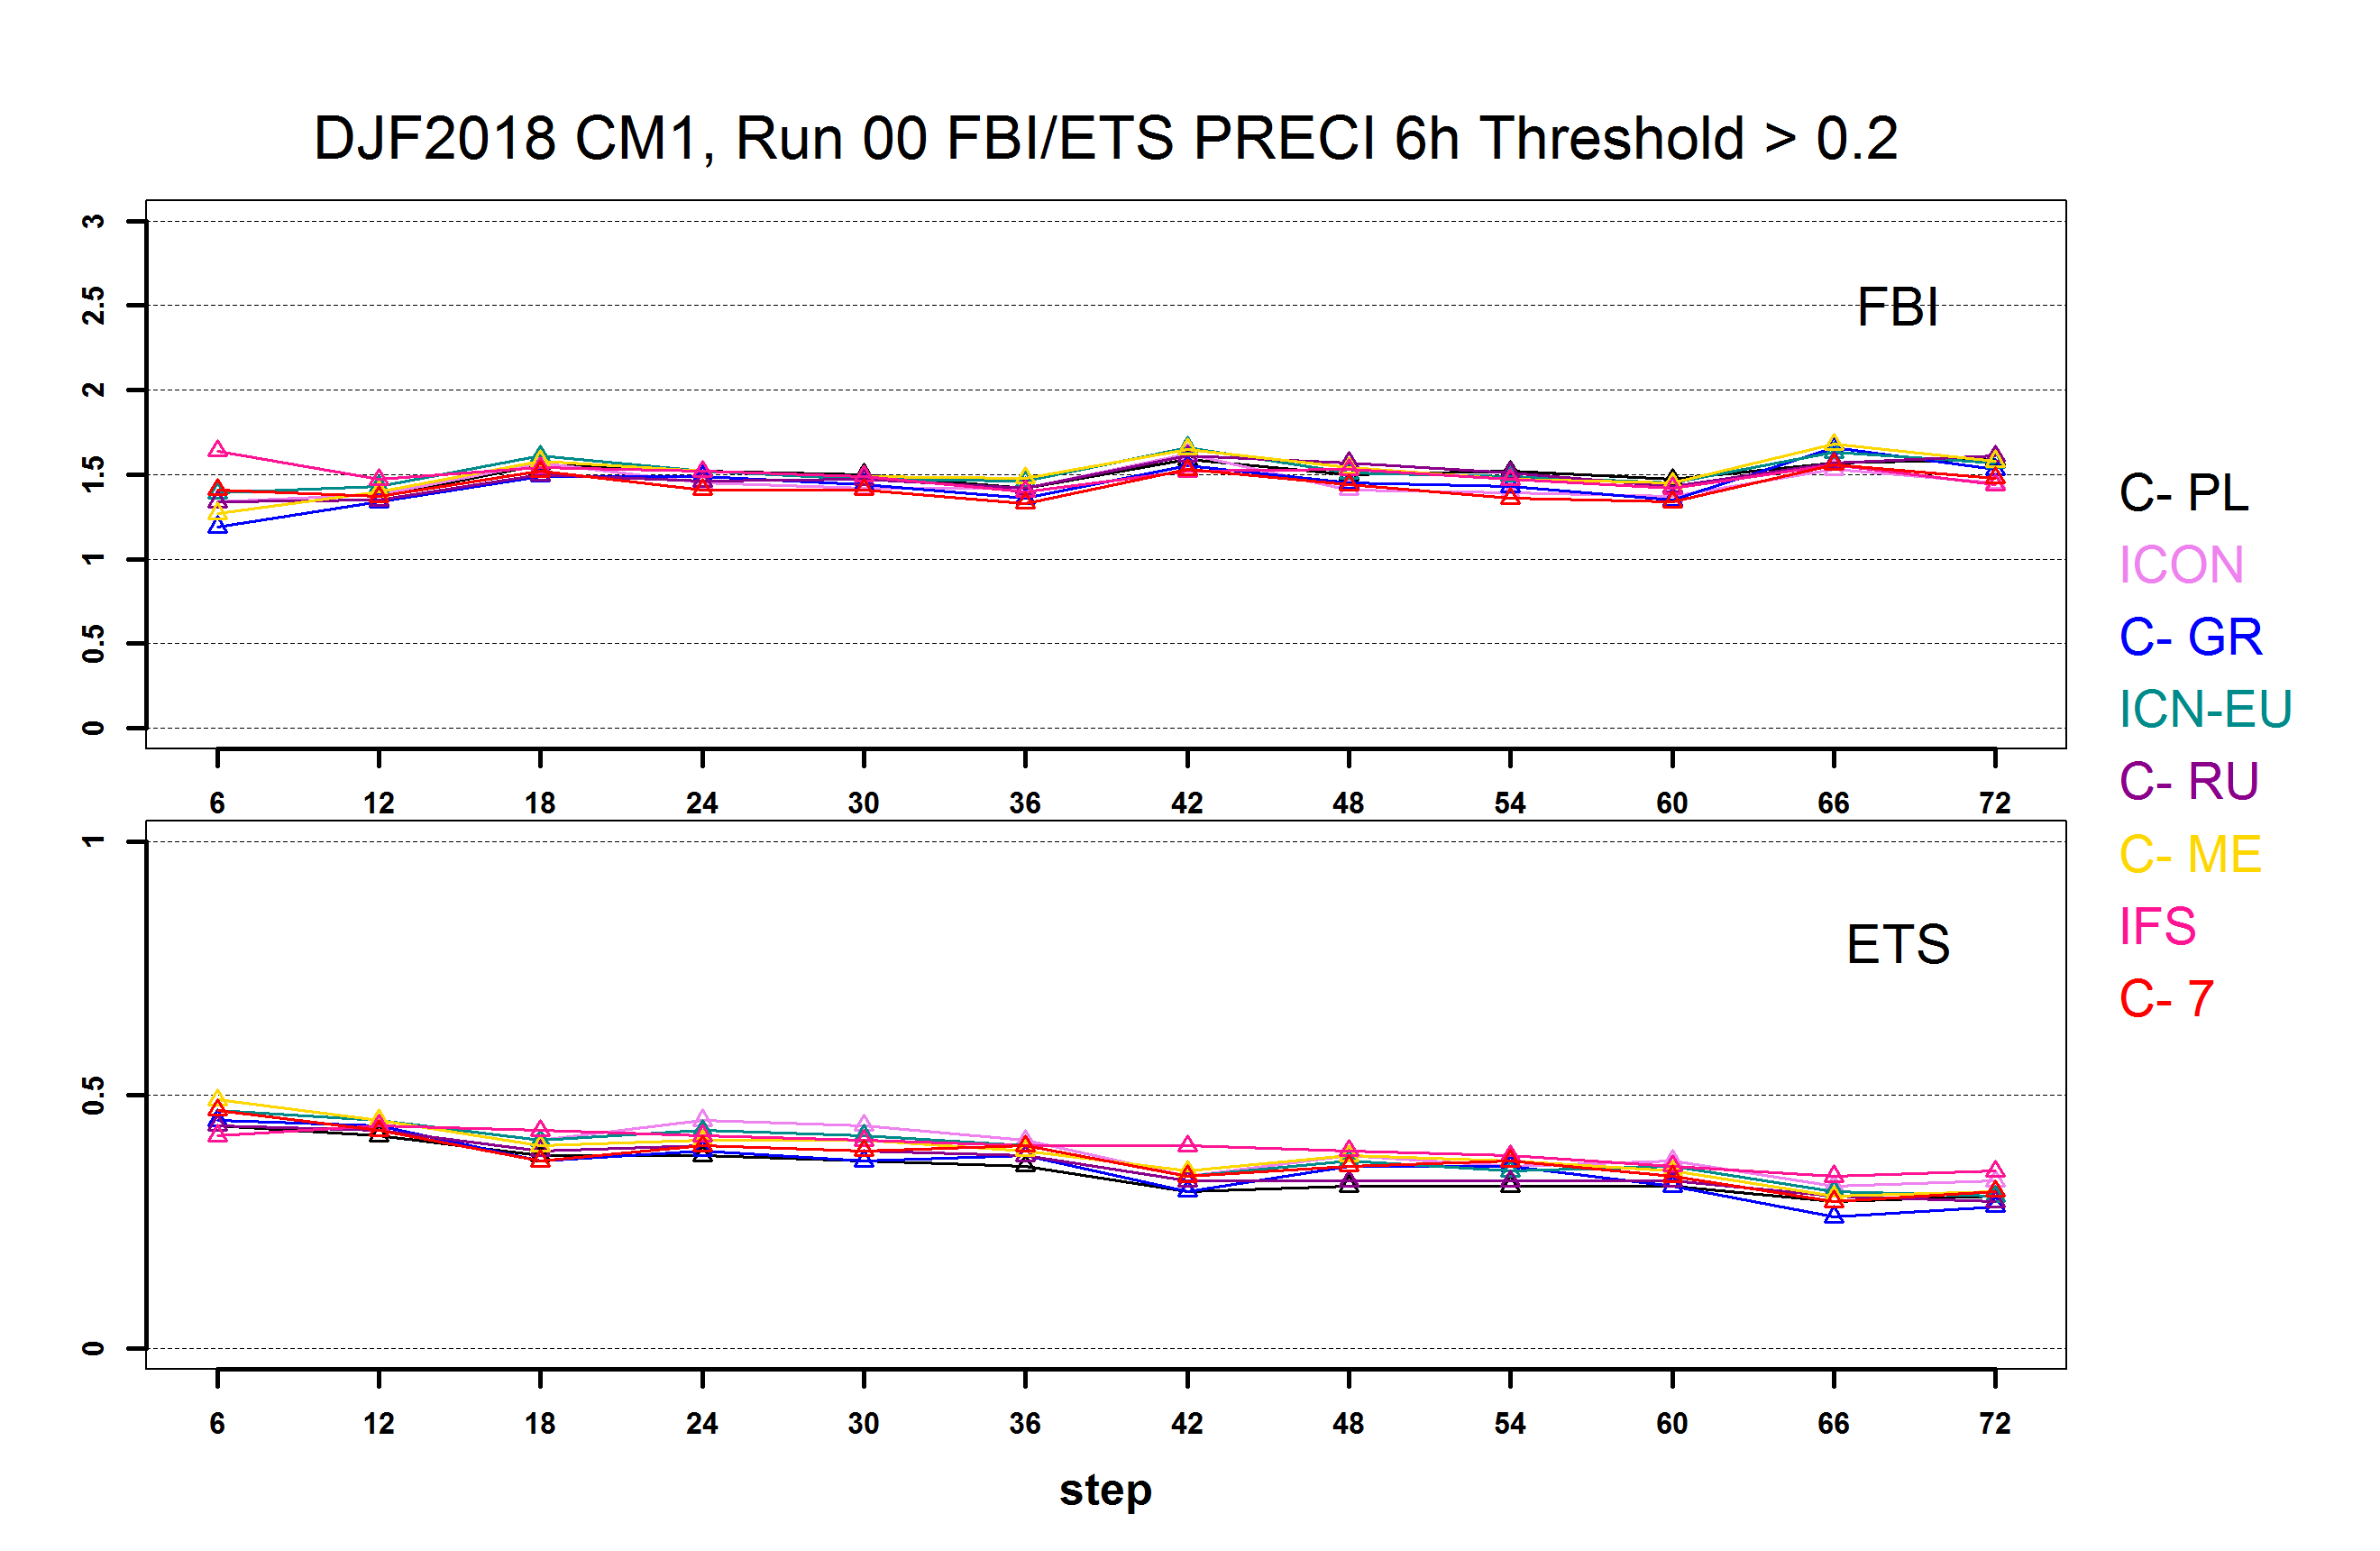 DJF2018 CM1, Run 00 FBI/ETS PRECI 6h Threshold > 0.2
3
2.5
2
1.5
1
0.5
0
FBI
6 12 18 24 30 36 42 48 54 60 66 72
1
0.5
0
ETS
6 12 18 24 30 36 42 48 54 60 66 72
step
C- PL
ICON
C- GR
ICN-EU
C- RU
C- ME
IFS
C- 7